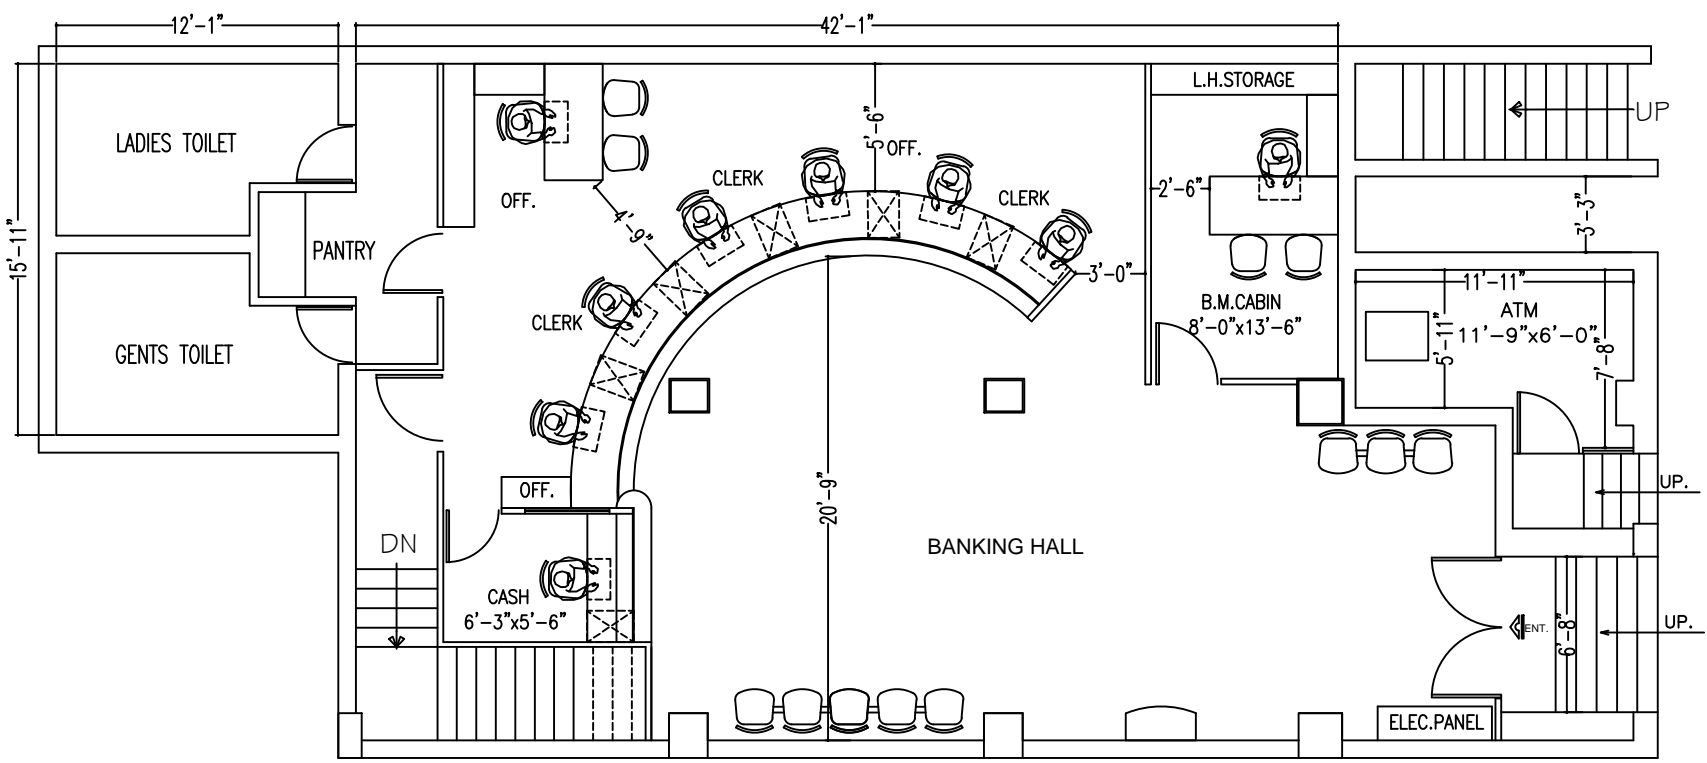 12'-1"
42'-1"
L.H.STORAGE
UP
LADIES TOILET
5'-6"
OFF.
CLERK
CLERK
OFF.
2'-6"
3'-3"
4'-9"
15'-11"
PANTRY
3'-0"
11'-11"
B.M.CABIN
8'-0"x13'-6"
ATM
11'-9"x6'-0"
5'-11"
7'-8"
CLERK
GENTS TOILET
OFF.
20'-9"
UP.
DN
BANKING HALL
CASH
6'-3"x5'-6"
ENT.
6'-8"
UP.
ELEC.PANEL